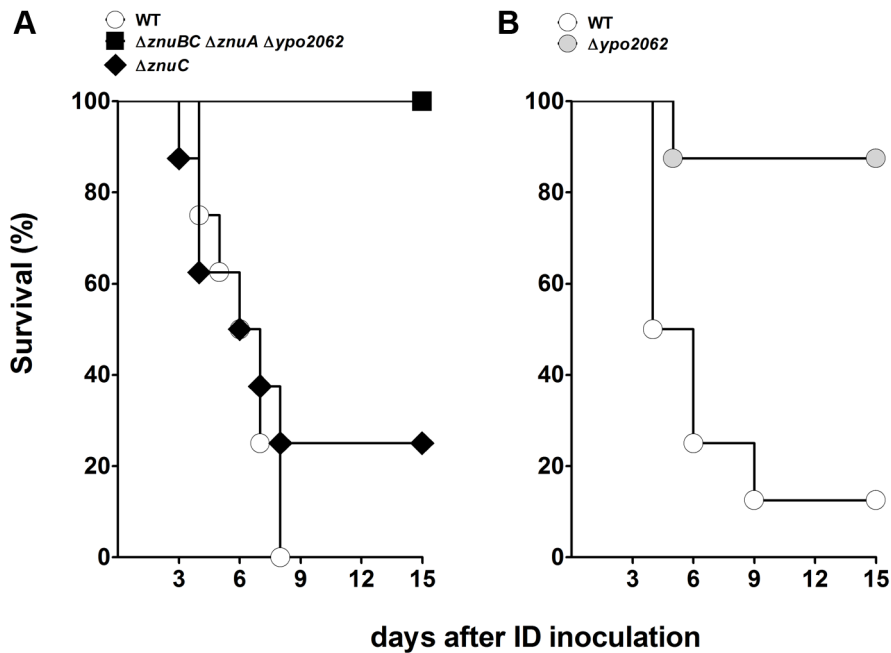 A
WT
ΔznuBC ΔznuA Δypo2062
ΔznuC
B
WT
Δypo2062
Survival (%)
100
80
60
40
20
0
3 6 9 12 15
100
80
60
40
20
0
3 6 9 12 15
days after ID inoculation